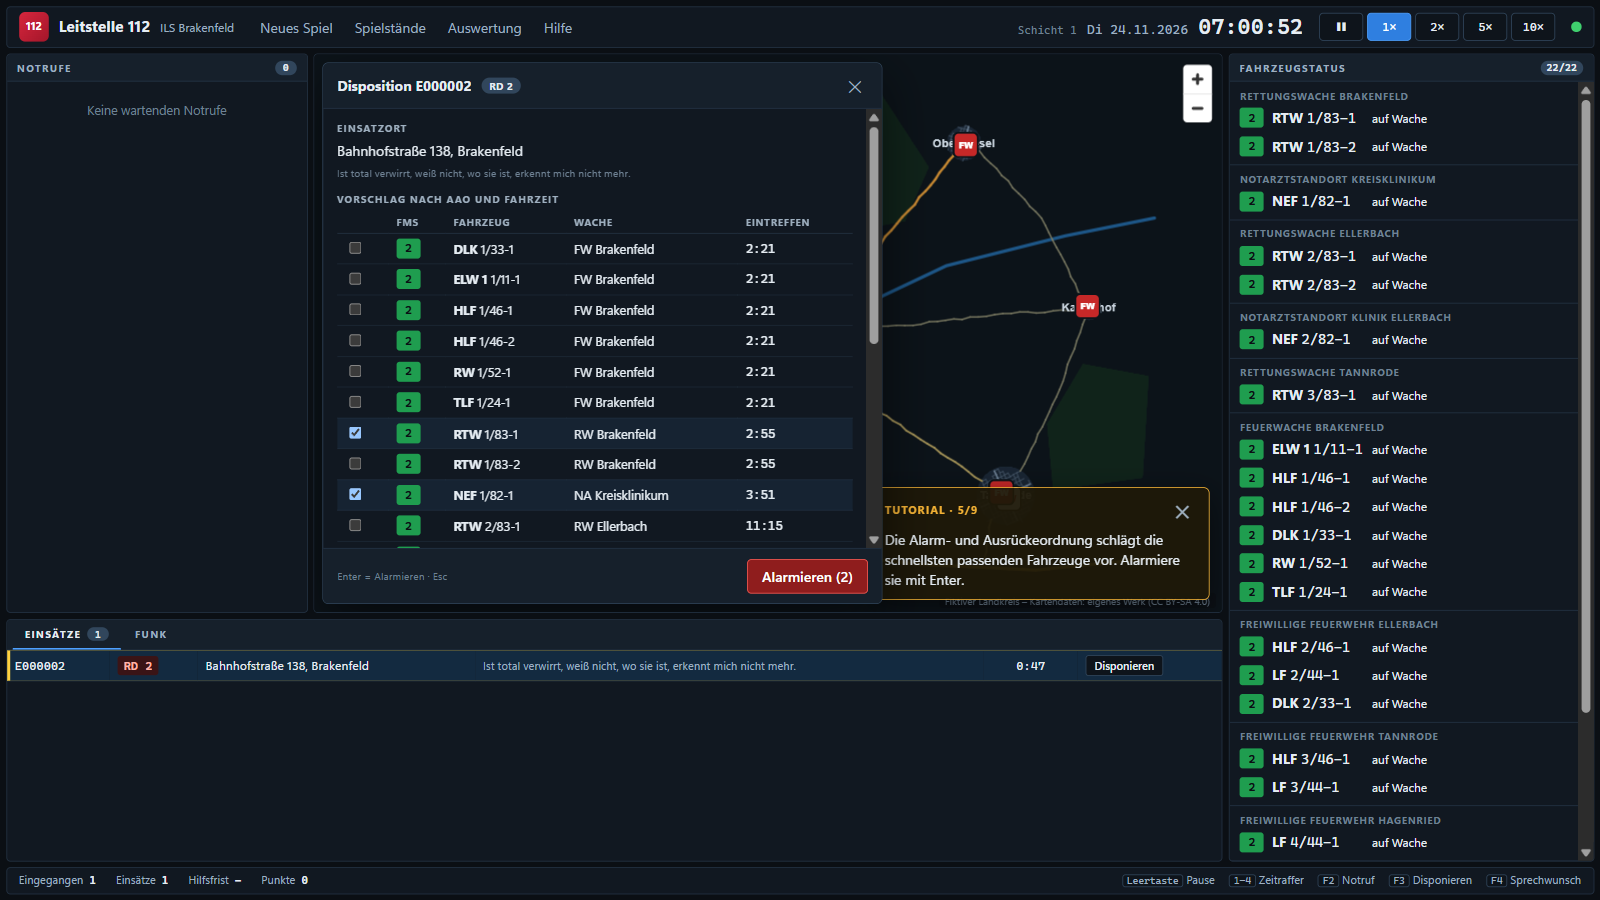 112 Leitstelle 112 ILS Brakenfeld Neues Spiel Spielstände Auswertung Hilfe Schicht 1 Di 24.11.2026 07:00:52 1× 2× 5× 10×
NOTRUFE 0
Keine wartenden Notrufe
Disposition E000002 RD 2
EINSATZORT
Bahnhofstraße 138, Brakenfeld
Ist total verwirrt, weiß nicht, wo sie ist, erkennt mich nicht mehr.
VORSCHLAG NACH AAO UND FAHRZEIT
FMS FAHRZEUG WACHE EINTREFFEN
2 DLK 1/33-1 FW Brakenfeld 2:21
2 ELW 1 1/11-1 FW Brakenfeld 2:21
2 HLF 1/46-1 FW Brakenfeld 2:21
2 HLF 1/46-2 FW Brakenfeld 2:21
2 RW 1/52-1 FW Brakenfeld 2:21
2 TLF 1/24-1 FW Brakenfeld 2:21
2 RTW 1/83-1 RW Brakenfeld 2:55
2 RTW 1/83-2 RW Brakenfeld 2:55
2 NEF 1/82-1 NA Kreisklinikum 3:51
2 RTW 2/83-1 RW Ellerbach 11:15
Enter = Alarmieren · Esc
Alarmieren (2)
+
−
FW
FW
TUTORIAL · 5/9
Die Alarm- und Ausrückeordnung schlägt die
schnellsten passenden Fahrzeuge vor. Alarmiere
sie mit Enter.
Fiktiver Landkreis – Kartendaten: eigenes Werk (CC BY-SA 4.0)
FAHRZEUGSTATUS 22/22
RETTUNGSWACHE BRAKENFELD
2 RTW 1/83-1 auf Wache
2 RTW 1/83-2 auf Wache
NOTARZTSTANDORT KREISKLINIKUM
2 NEF 1/82-1 auf Wache
RETTUNGSWACHE ELLERBACH
2 RTW 2/83-1 auf Wache
2 RTW 2/83-2 auf Wache
NOTARZTSTANDORT KLINIK ELLERBACH
2 NEF 2/82-1 auf Wache
RETTUNGSWACHE TANNRODE
2 RTW 3/83-1 auf Wache
FEUERWACHE BRAKENFELD
2 ELW 1 1/11-1 auf Wache
2 HLF 1/46-1 auf Wache
2 HLF 1/46-2 auf Wache
2 DLK 1/33-1 auf Wache
2 RW 1/52-1 auf Wache
2 TLF 1/24-1 auf Wache
FREIWILLIGE FEUERWEHR ELLERBACH
2 HLF 2/46-1 auf Wache
2 LF 2/44-1 auf Wache
2 DLK 2/33-1 auf Wache
FREIWILLIGE FEUERWEHR TANNRODE
2 HLF 3/46-1 auf Wache
2 LF 3/44-1 auf Wache
FREIWILLIGE FEUERWEHR HAGENRIED
2 LF 4/44-1 auf Wache
EINSÄTZE 1 FUNK
E000002 RD 2 Bahnhofstraße 138, Brakenfeld Ist total verwirrt, weiß nicht, wo sie ist, erkennt mich nicht mehr. 0:47 Disponieren
Eingegangen 1 Einsätze 1 Hilfsfrist – Punkte 0 Leertaste Pause 1–4 Zeitraffer F2 Notruf F3 Disponieren F4 Sprechwunsch